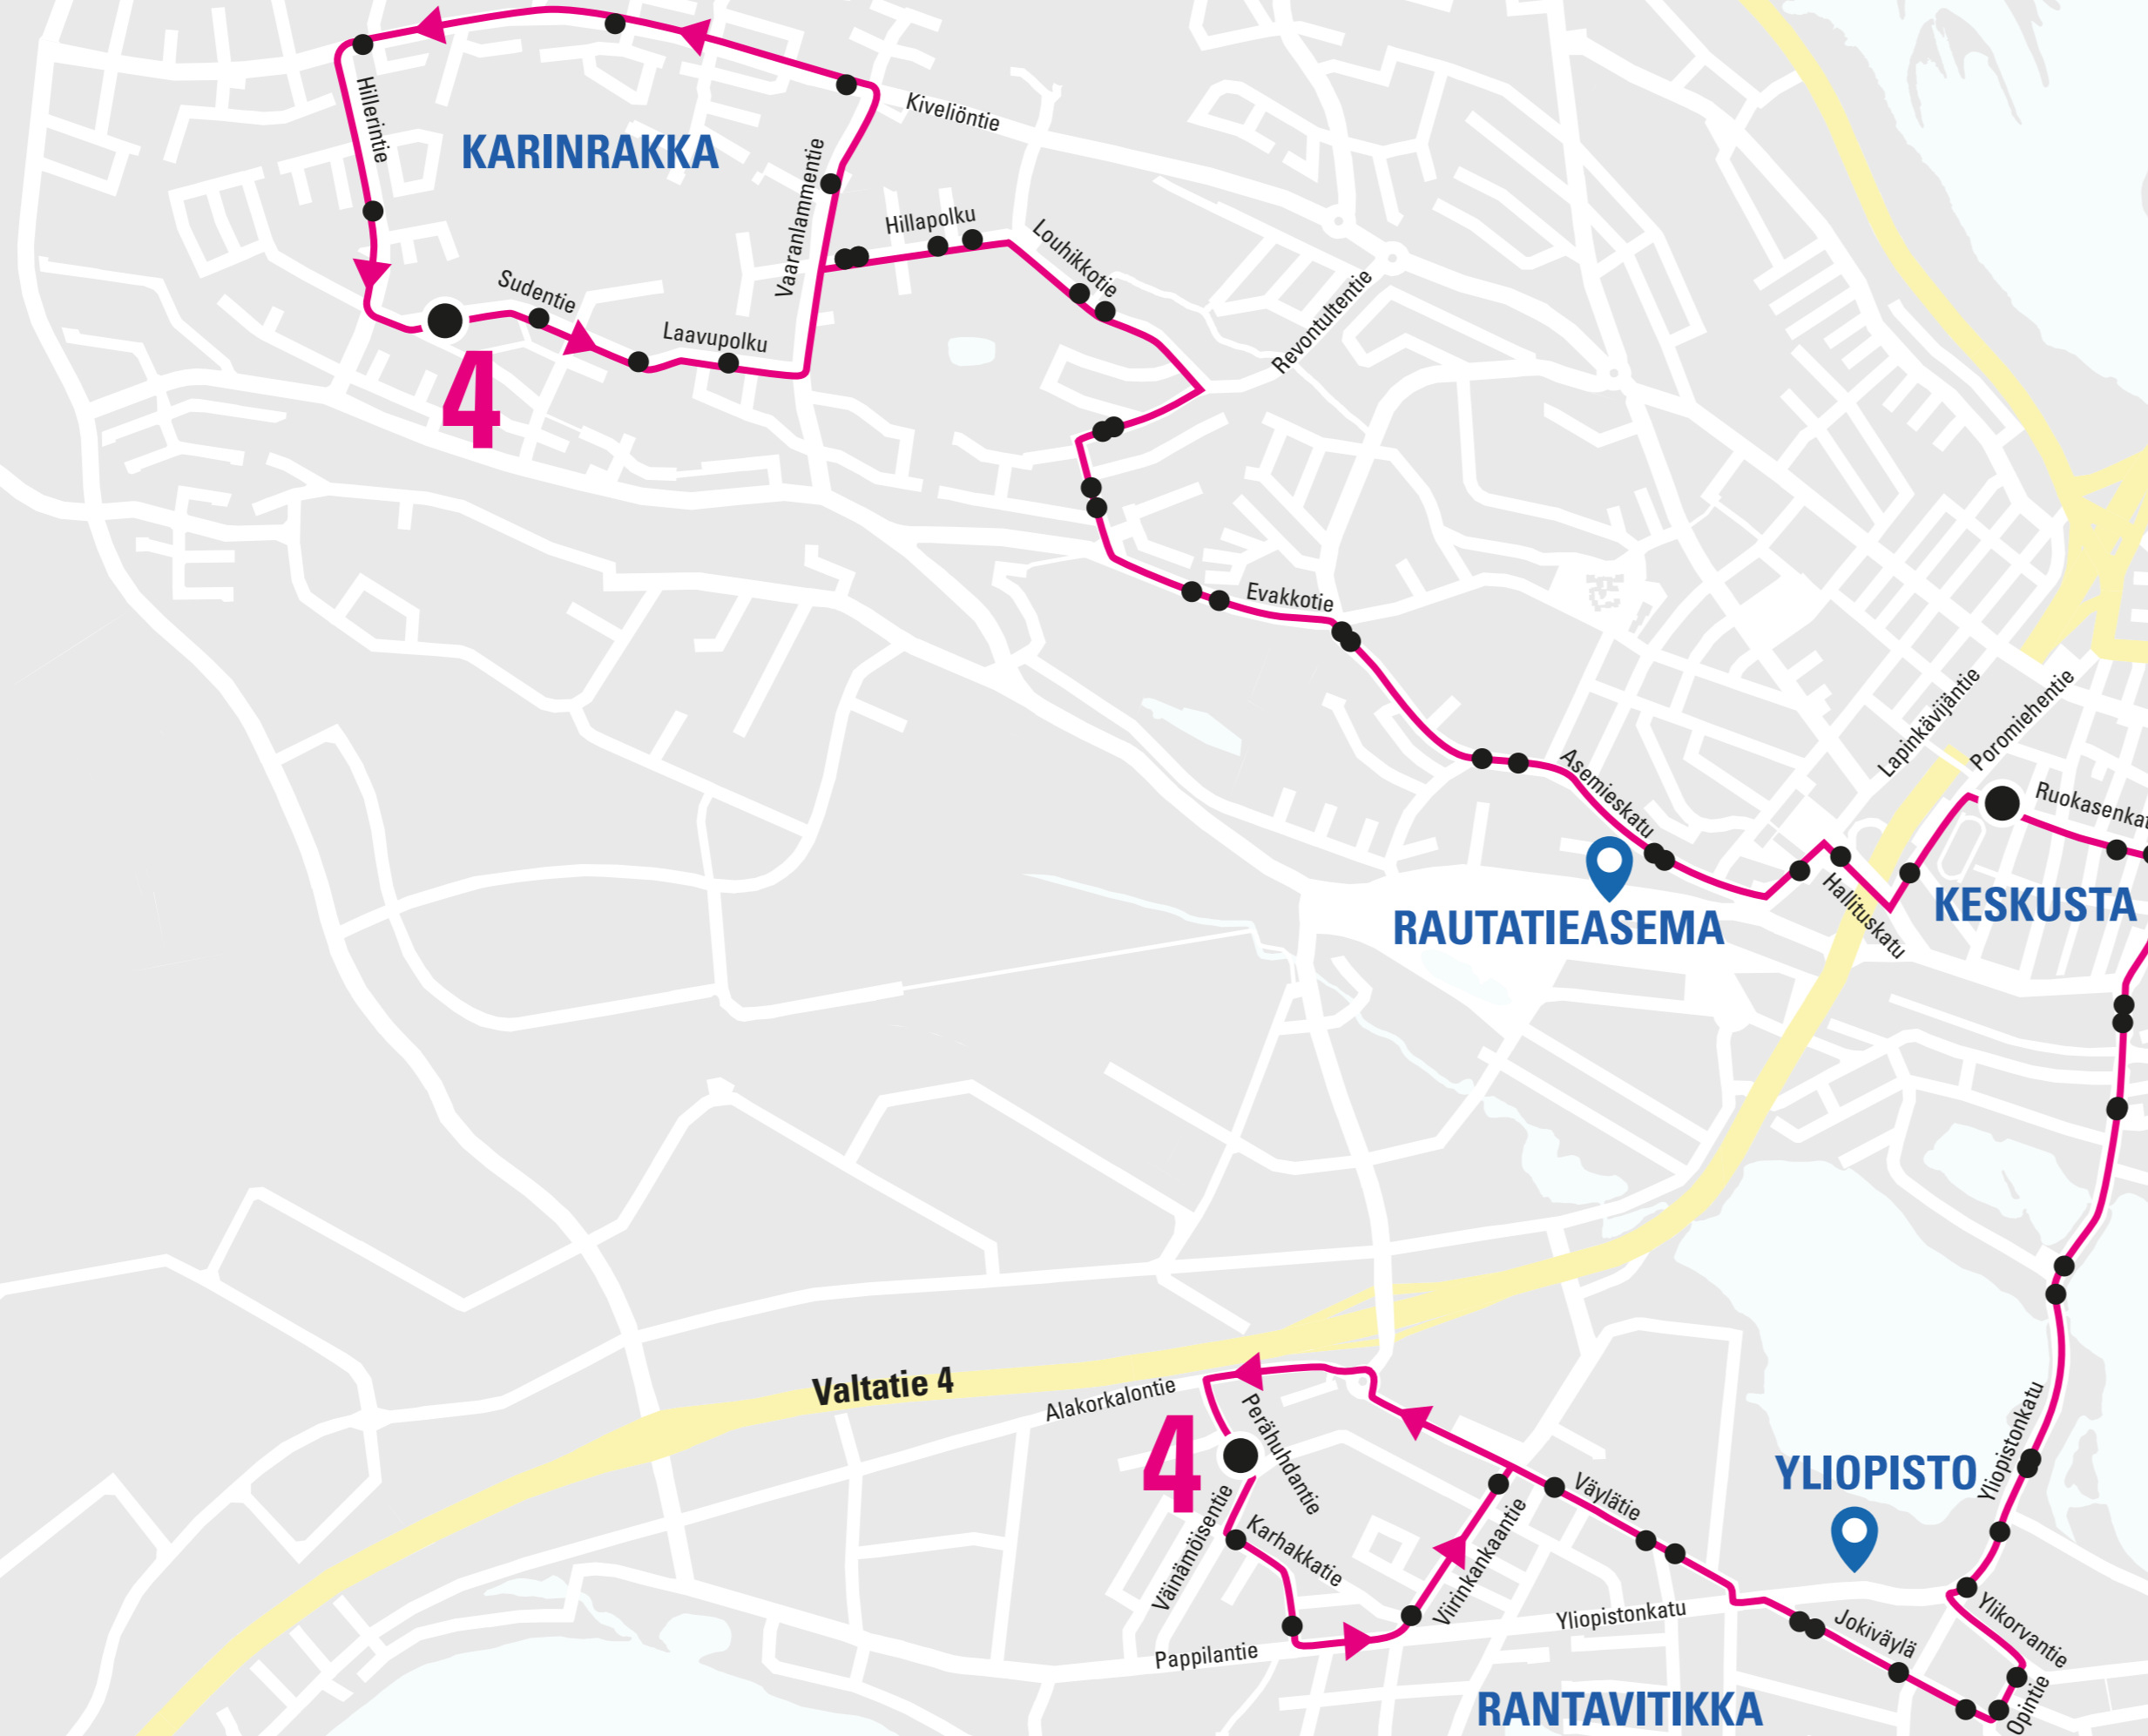 Kiveliöntie
Hillerintie
KARINRAKKA
Vaaranlammentie
Hillapolku
Louhikkotie
Sudentie
Laavupolku
Revontultentie
4
Evakkotie
Lapinkävijäntie
Poromiehentie
Asemieskatu
Ruokasenkat
Hallituskatu
KESKUSTA
RAUTATIEASEMA
Valtatie 4
Alakorkalontie
Perähuhdantie
4
Yliopistonkatu
YLIOPISTO
Väylätie
Väinämöisentie
Karhakkatie
Viirinkankaantie
Yliopistonkatu
Ylikorvantie
Jokiväylä
Pappilantie
Opintie
RANTAVITIKKA